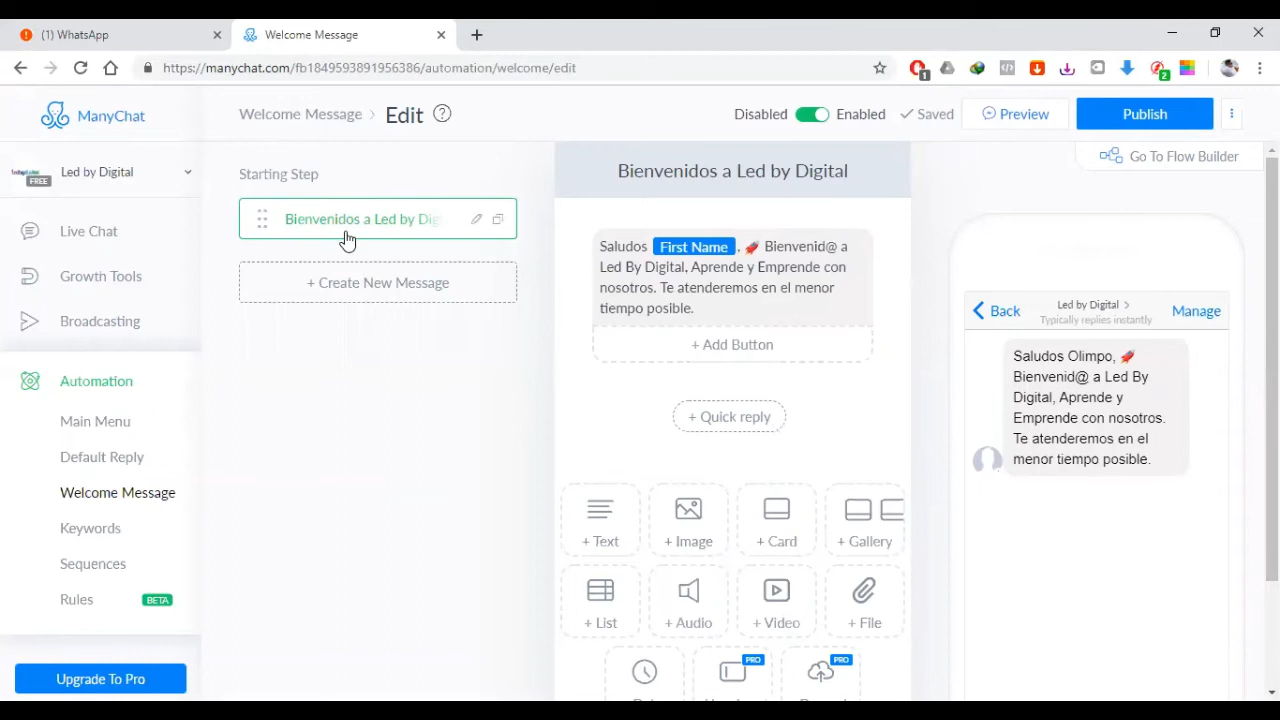 (1) WhatsApp
Welcome Message
https://manychat.com/fb1849593891956386/automation/welcome/edit
1
2
ManyChat
Welcome Message > Edit ?
Disabled Enabled Saved Preview Publish
Led by Digital
FREE
Live Chat
Growth Tools
Broadcasting
Automation
Main Menu
Default Reply
Welcome Message
Keywords
Sequences
Rules BETA
Upgrade To Pro
Starting Step
Bienvenidos a Led by Dig
+ Create New Message
Bienvenidos a Led by Digital
Saludos First Name, 🚀 Bienvenid@ a
Led By Digital, Aprende y Emprende con
nosotros. Te atenderemos en el menor
tiempo posible.
+ Add Button
+ Quick reply
+ Text + Image + Card + Gallery
+ List + Audio + Video + File
PRO PRO
Go To Flow Builder
Back Led by Digital > Manage
Typically replies instantly
Saludos Olimpo, 🚀
Bienvenid@ a Led By
Digital, Aprende y
Emprende con nosotros.
Te atenderemos en el
menor tiempo posible.